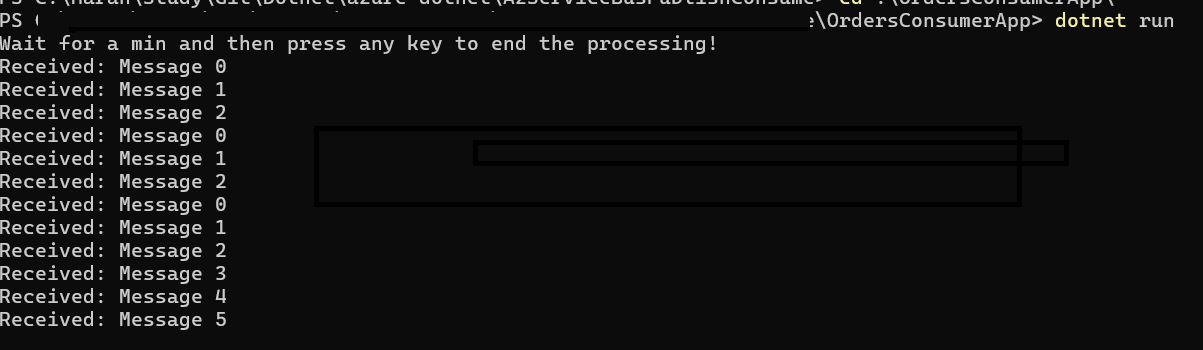 PS C:\Haran\Study\Git\Dotnet\azure-dotnet\AzServiceBusPublishConsume> cd .\OrdersConsumerApp\
PS C e\OrdersConsumerApp> dotnet run
Wait for a min and then press any key to end the processing!
Received: Message 0
Received: Message 1
Received: Message 2
Received: Message 0
Received: Message 1
Received: Message 2
Received: Message 0
Received: Message 1
Received: Message 2
Received: Message 3
Received: Message 4
Received: Message 5